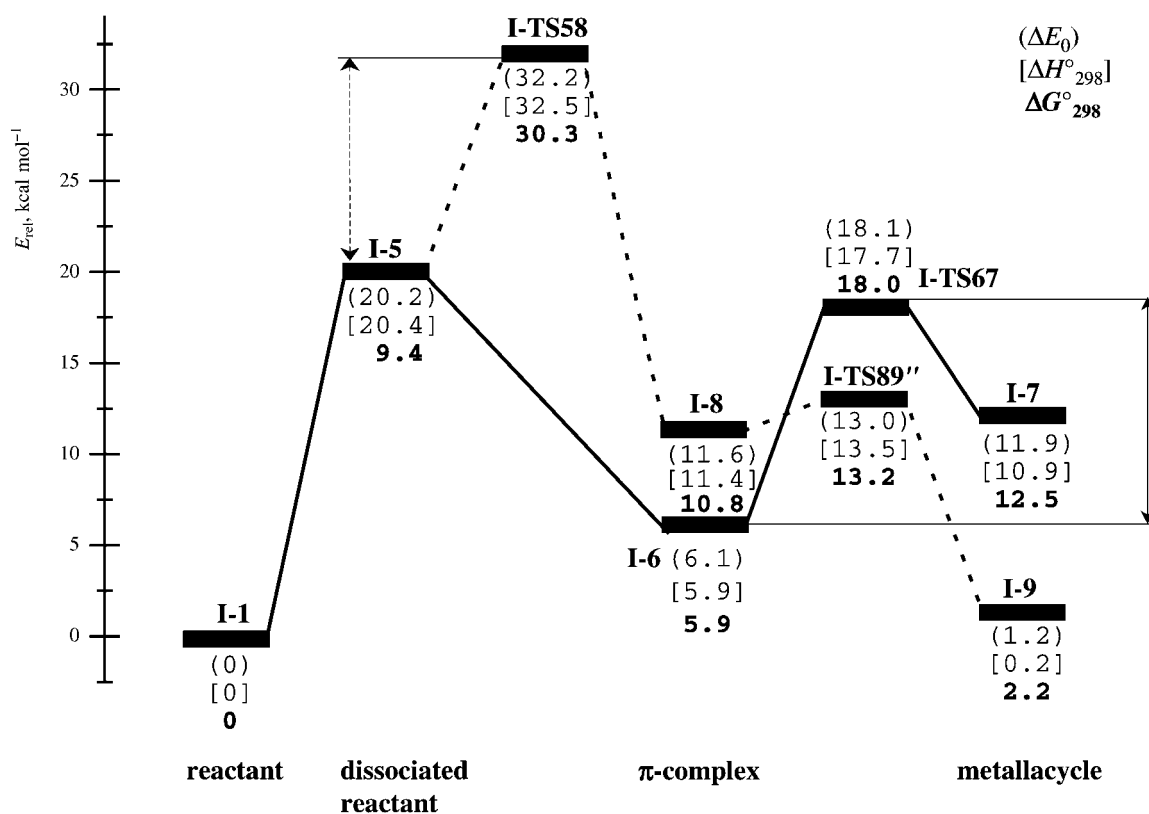 I-TS58
(ΔE₀)
[ΔH°₂₉₈]
ΔG°₂₉₈
(32.2)
[32.5]
30.3
30
25
20
15
10
5
0
E_rel, kcal mol⁻¹
I-5
(20.2)
[20.4]
9.4
(18.1)
[17.7]
18.0
I-TS67
I-TS89″
(13.0)
[13.5]
13.2
I-8
(11.6)
[11.4]
10.8
I-7
(11.9)
[10.9]
12.5
I-6 (6.1)
[5.9]
5.9
I-1
(0)
[0]
0
I-9
(1.2)
[0.2]
2.2
reactant
dissociated
reactant
π-complex
metallacycle